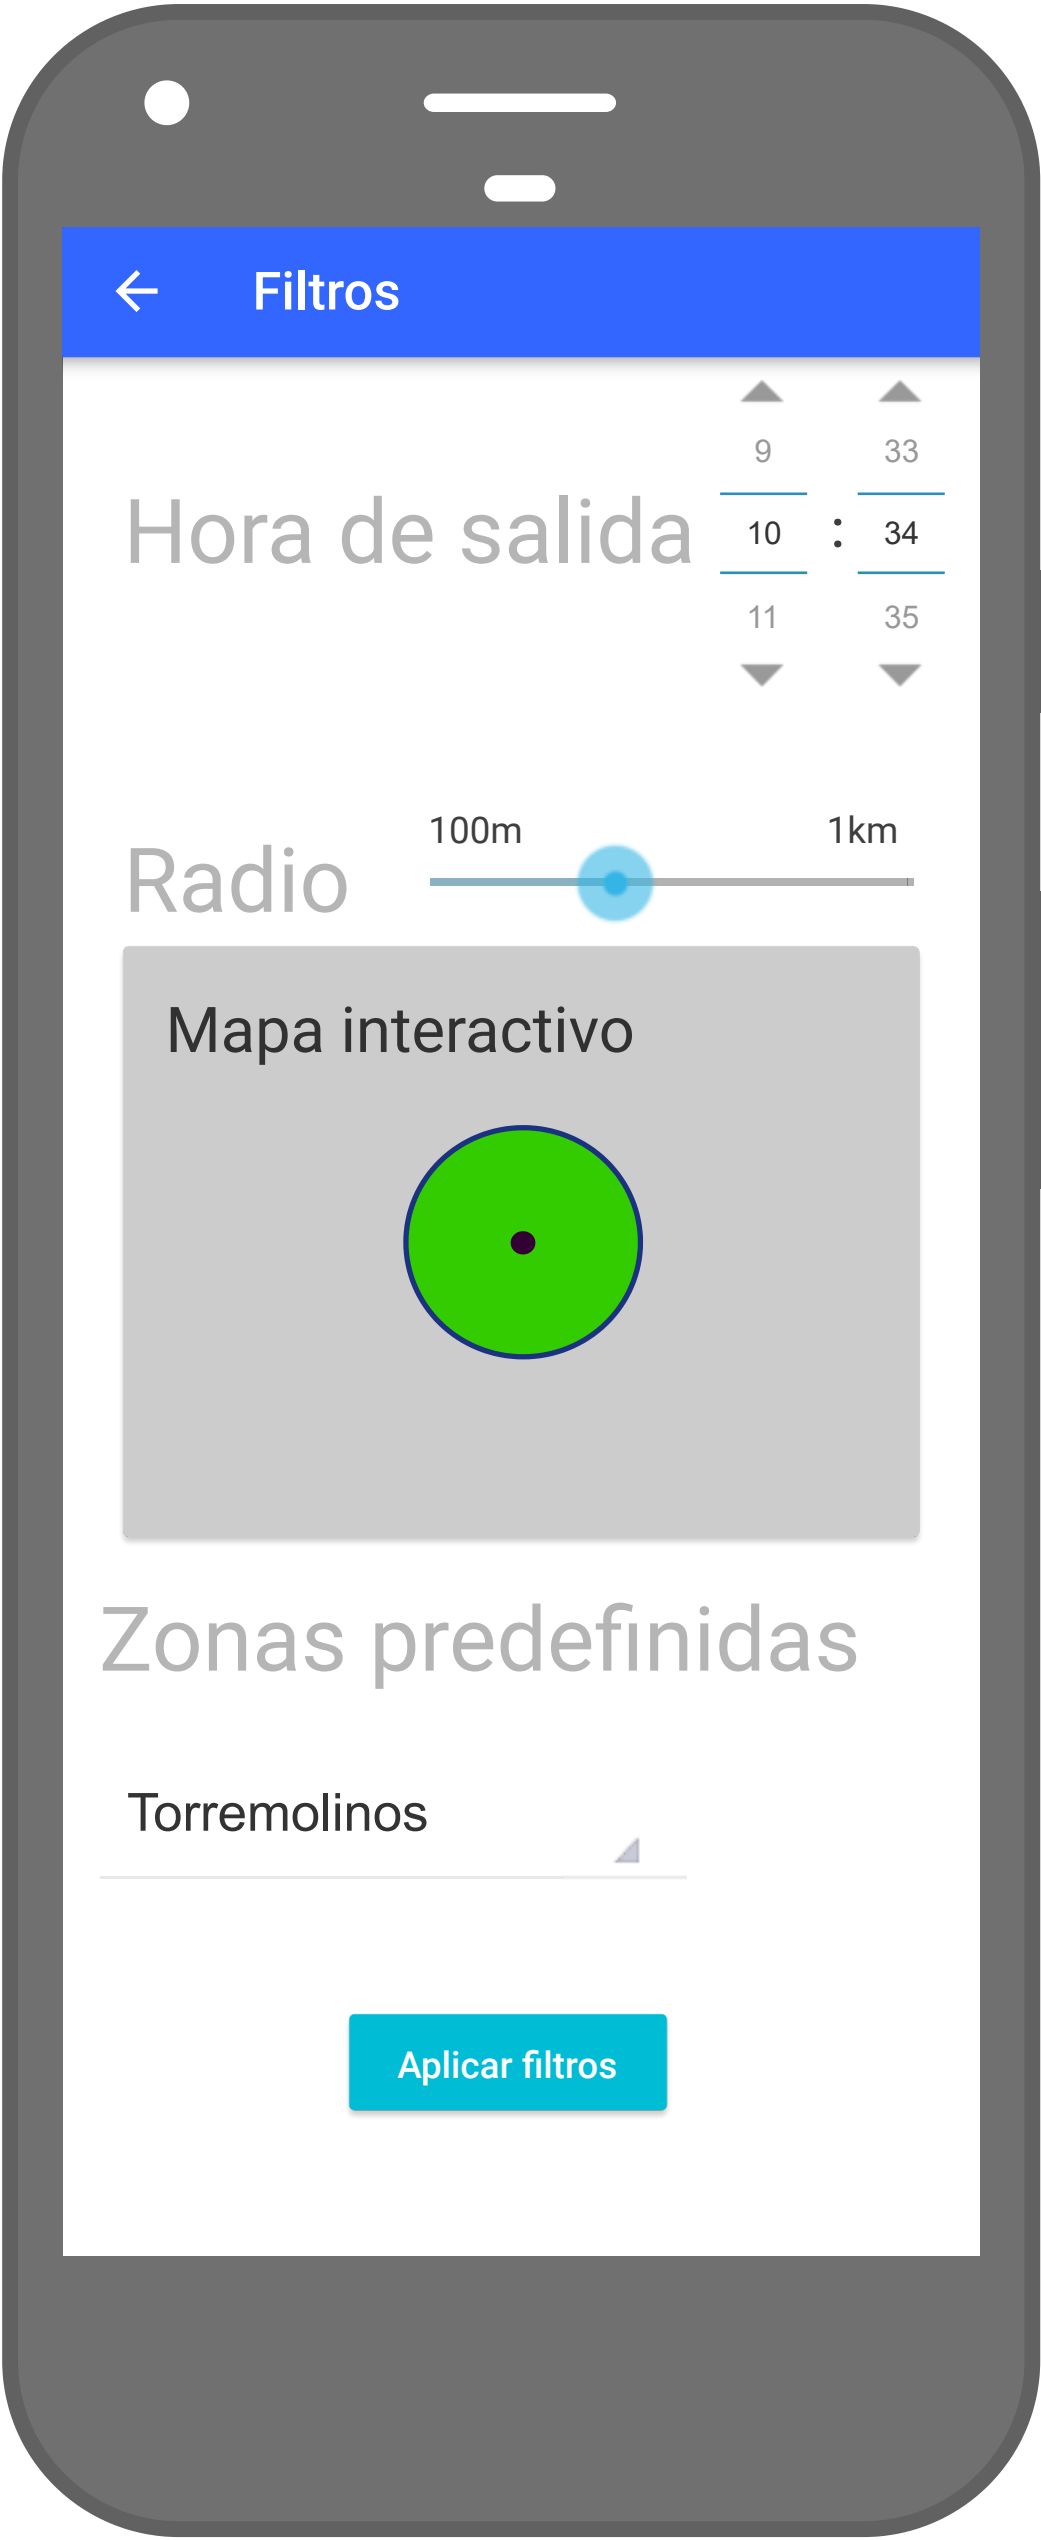 Filtros
9 33
Hora de salida 10 : 34
11 35
100m 1km
Radio
Mapa interactivo
Zonas predefinidas
Torremolinos
Aplicar filtros